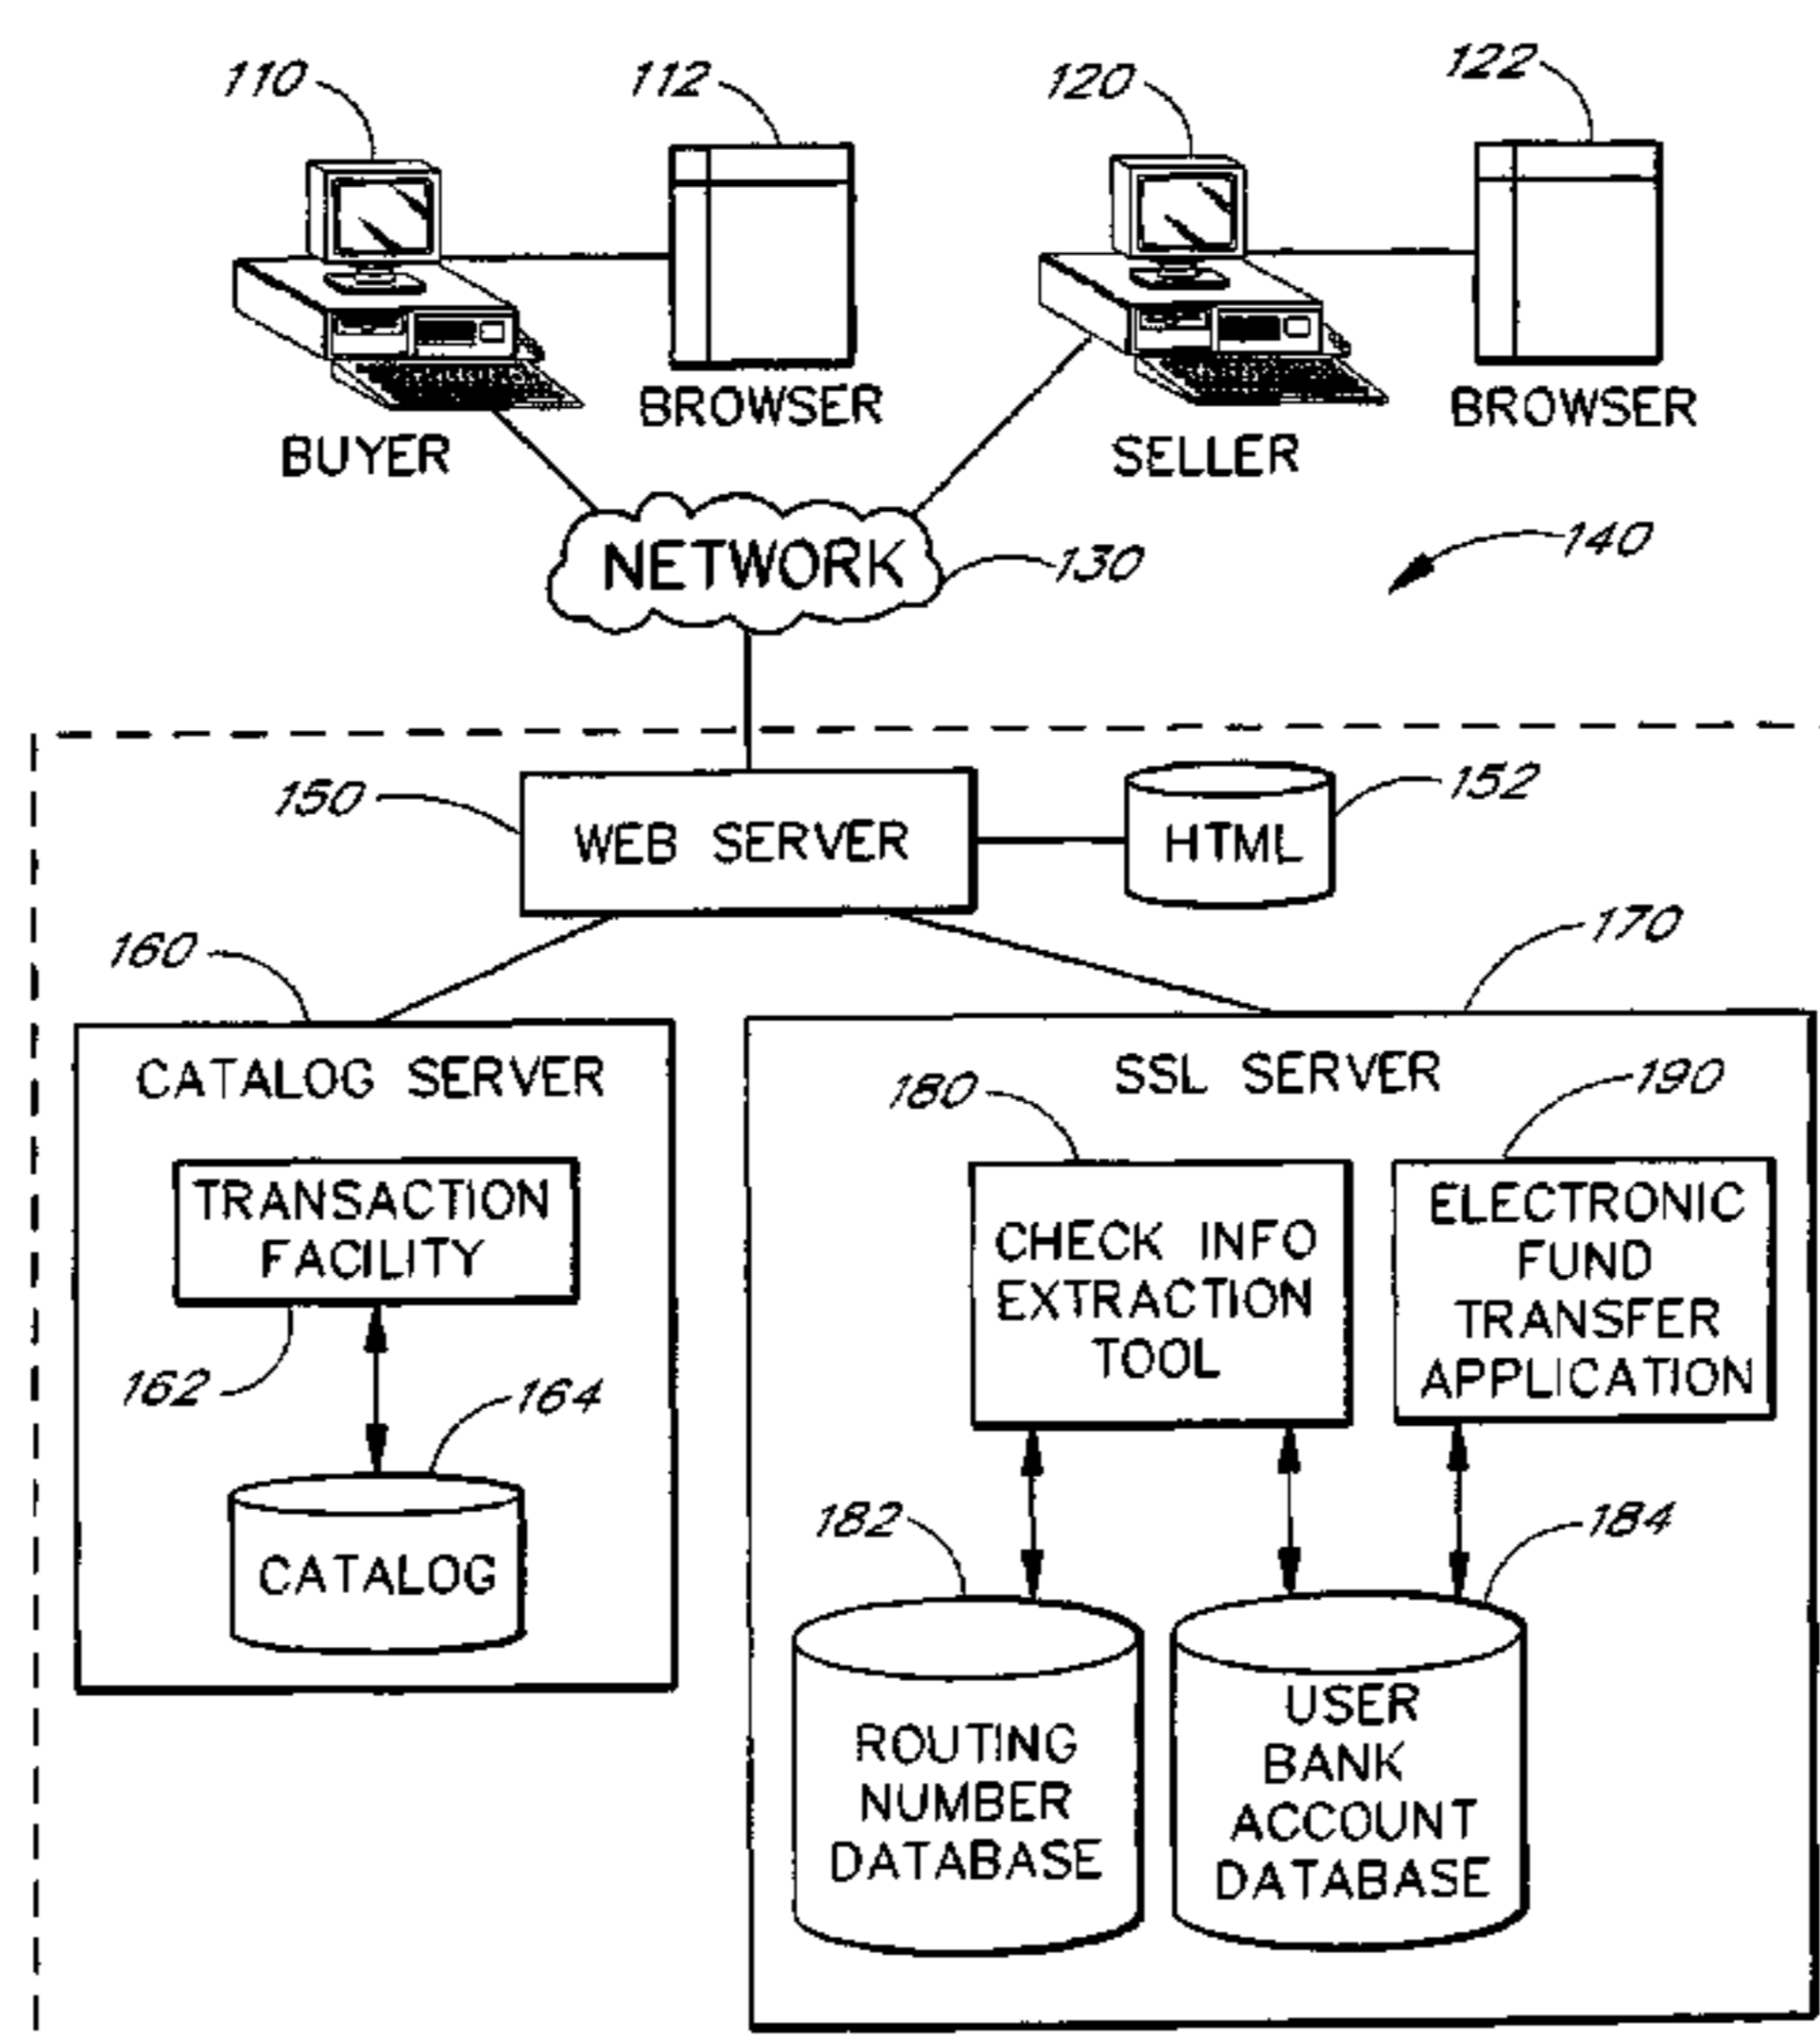 110
112
120
122
BUYER
BROWSER
SELLER
BROWSER
NETWORK
130
140
150
WEB SERVER
HTML
152
160
170
CATALOG SERVER
TRANSACTION
FACILITY
162
164
CATALOG
SSL SERVER
180
190
CHECK INFO
EXTRACTION
TOOL
ELECTRONIC
FUND
TRANSFER
APPLICATION
182
184
ROUTING
NUMBER
DATABASE
USER
BANK
ACCOUNT
DATABASE